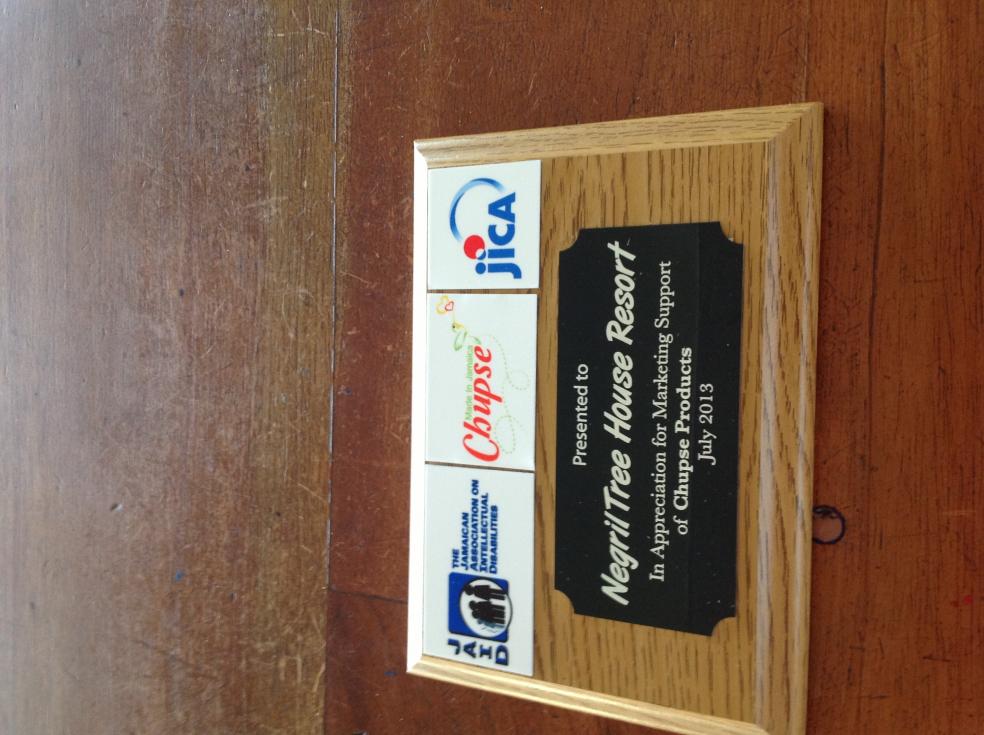 JAID
THE
JAMAICAN
ASSOCIATION ON
INTELLECTUAL
DISABILITIES
Made In Jamaica
Chupse
jICA
Presented to
Negril Tree House Resort
In Appreciation for Marketing Support
of Chupse Products
July 2013